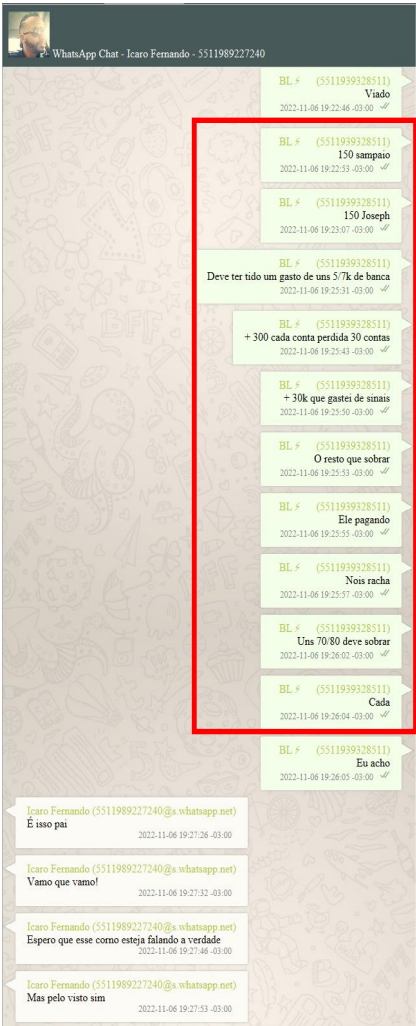 WhatsApp Chat - Icaro Fernando - 5511989227240
BL⚡ (5511939328511)
Viado
2022-11-06 19:22:46 -03:00
BL⚡ (5511939328511)
150 sampaio
2022-11-06 19:22:53 -03:00
BL⚡ (5511939328511)
150 Joseph
2022-11-06 19:23:07 -03:00
BL⚡ (5511939328511)
Deve ter tido um gasto de uns 5/7k de banca
2022-11-06 19:25:31 -03:00
BL⚡ (5511939328511)
+ 300 cada conta perdida 30 contas
2022-11-06 19:25:43 -03:00
BL⚡ (5511939328511)
+ 30k que gastei de sinais
2022-11-06 19:25:50 -03:00
BL⚡ (5511939328511)
O resto que sobrar
2022-11-06 19:25:53 -03:00
BL⚡ (5511939328511)
Ele pagando
2022-11-06 19:25:55 -03:00
BL⚡ (5511939328511)
Nois racha
2022-11-06 19:25:57 -03:00
BL⚡ (5511939328511)
Uns 70/80 deve sobrar
2022-11-06 19:26:02 -03:00
BL⚡ (5511939328511)
Cada
2022-11-06 19:26:04 -03:00
BL⚡ (5511939328511)
Eu acho
2022-11-06 19:26:05 -03:00
Icaro Fernando (5511989227240@s.whatsapp.net)
É isso pai
2022-11-06 19:27:26 -03:00
Icaro Fernando (5511989227240@s.whatsapp.net)
Vamo que vamo!
2022-11-06 19:27:32 -03:00
Icaro Fernando (5511989227240@s.whatsapp.net)
Espero que esse corno esteja falando a verdade
2022-11-06 19:27:46 -03:00
Icaro Fernando (5511989227240@s.whatsapp.net)
Mas pelo visto sim
2022-11-06 19:27:53 -03:00